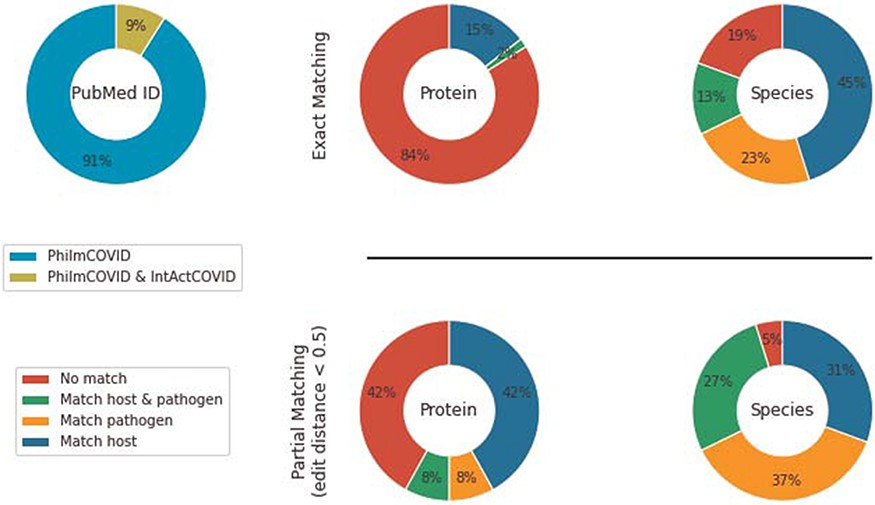 9%
PubMed ID
91%
Exact Matching
15%
2%
Protein
84%
19%
45%
13%
Species
23%
PhilmCOVID
PhilmCOVID & IntActCOVID
No match
Match host & pathogen
Match pathogen
Match host
Partial Matching
(edit distance < 0.5)
42%
42%
Protein
8%
8%
5%
31%
27%
Species
37%